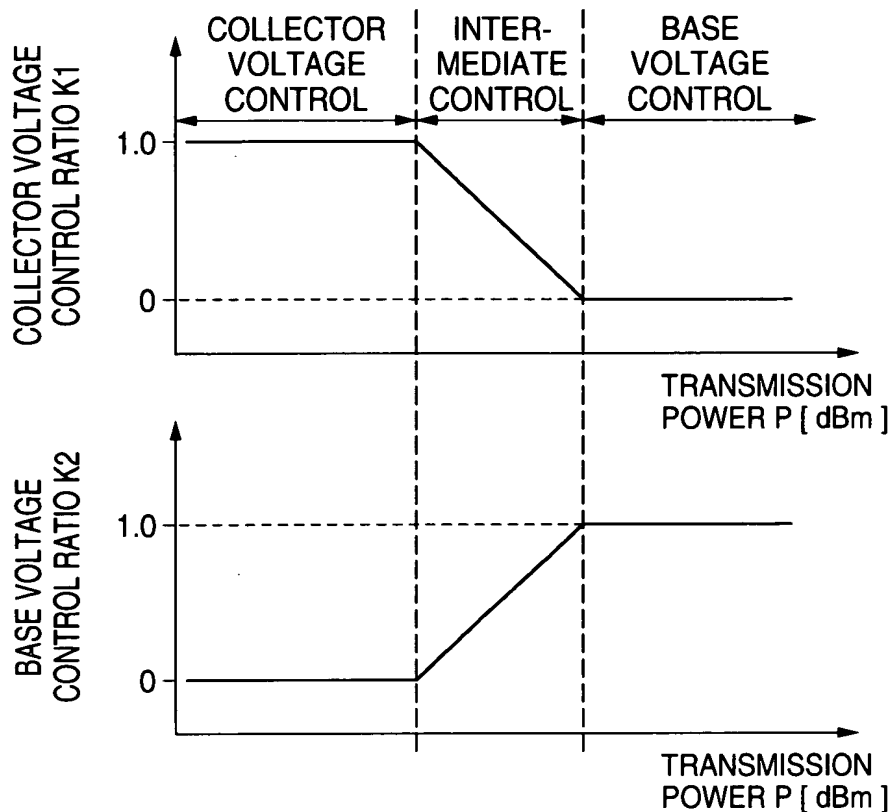 COLLECTOR
VOLTAGE
CONTROL
INTER-
MEDIATE
CONTROL
BASE
VOLTAGE
CONTROL
COLLECTOR VOLTAGE
CONTROL RATIO K1
1.0
0
TRANSMISSION
POWER P [ dBm ]
BASE VOLTAGE
CONTROL RATIO K2
1.0
0
TRANSMISSION
POWER P [ dBm ]